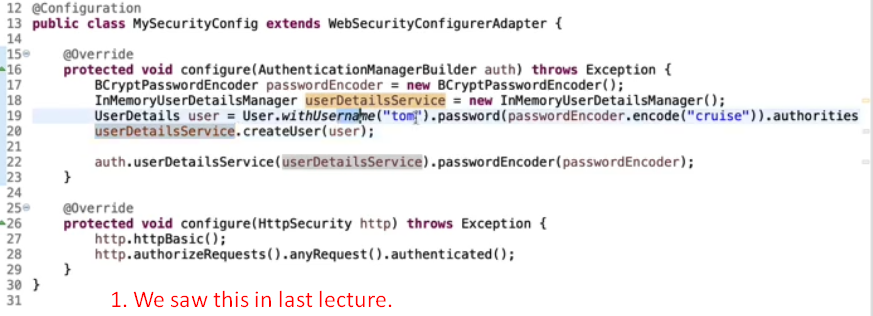 12 @Configuration
13 public class MySecurityConfig extends WebSecurityConfigurerAdapter {
14
15 @Override
16 protected void configure(AuthenticationManagerBuilder auth) throws Exception {
17 BCryptPasswordEncoder passwordEncoder = new BCryptPasswordEncoder();
18 InMemoryUserDetailsManager userDetailsService = new InMemoryUserDetailsManager();
19 UserDetails user = User.withUsername("tom").password(passwordEncoder.encode("cruise")).authorities
20 userDetailsService.createUser(user);
21
22 auth.userDetailsService(userDetailsService).passwordEncoder(passwordEncoder);
23 }
24
25 @Override
26 protected void configure(HttpSecurity http) throws Exception {
27 http.httpBasic();
28 http.authorizeRequests().anyRequest().authenticated();
29 }
30 }
31
1. We saw this in last lecture.